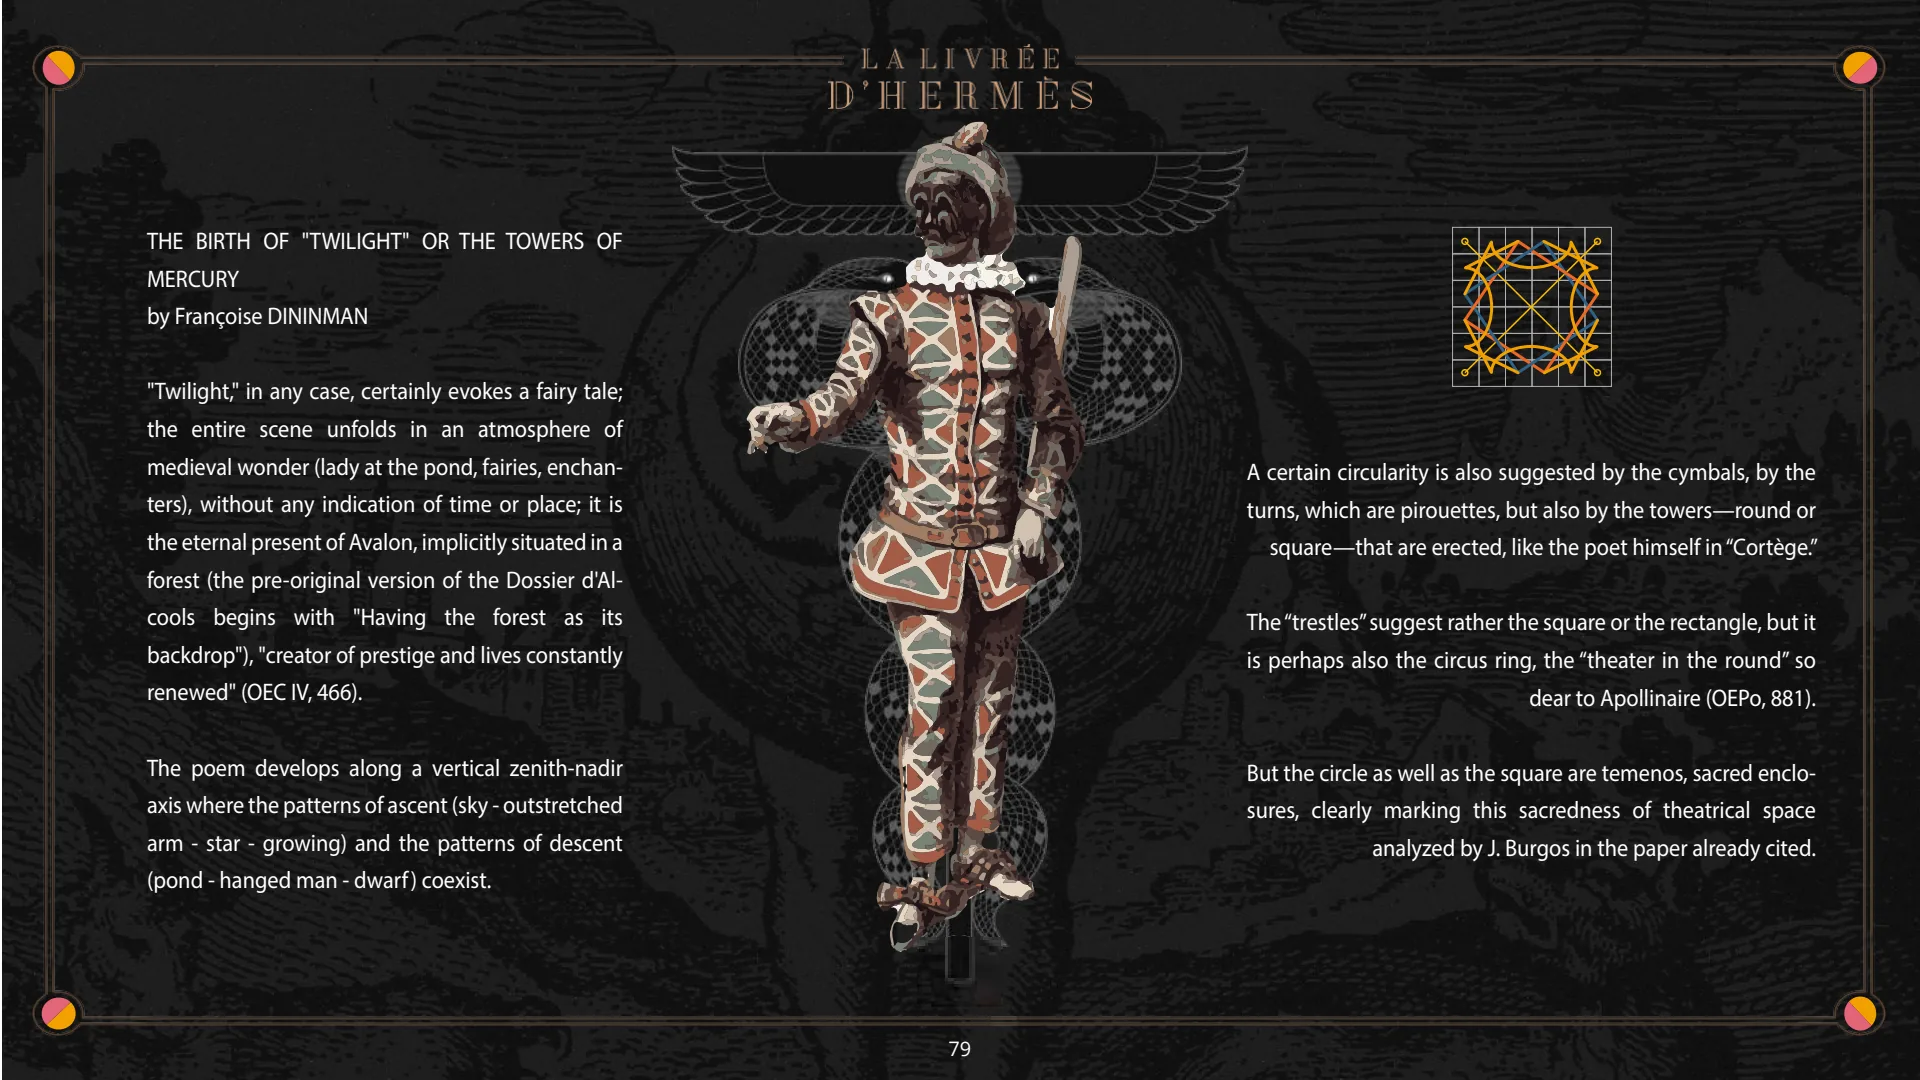 LA LIVRÉE
D'HERMÈS
THE BIRTH OF "TWILIGHT" OR THE TOWERS OF
MERCURY
by Françoise DININMAN
"Twilight," in any case, certainly evokes a fairy tale;
the entire scene unfolds in an atmosphere of
medieval wonder (lady at the pond, fairies, enchan-
ters), without any indication of time or place; it is
the eternal present of Avalon, implicitly situated in a
forest (the pre-original version of the Dossier d'Al-
cools begins with "Having the forest as its
backdrop"), "creator of prestige and lives constantly
renewed" (OEC IV, 466).
The poem develops along a vertical zenith-nadir
axis where the patterns of ascent (sky - outstretched
arm - star - growing) and the patterns of descent
(pond - hanged man - dwarf) coexist.
A certain circularity is also suggested by the cymbals, by the
turns, which are pirouettes, but also by the towers—round or
square—that are erected, like the poet himself in “Cortège.”
The “trestles” suggest rather the square or the rectangle, but it
is perhaps also the circus ring, the “theater in the round” so
dear to Apollinaire (OEPo, 881).
But the circle as well as the square are temenos, sacred enclo-
sures, clearly marking this sacredness of theatrical space
analyzed by J. Burgos in the paper already cited.
79